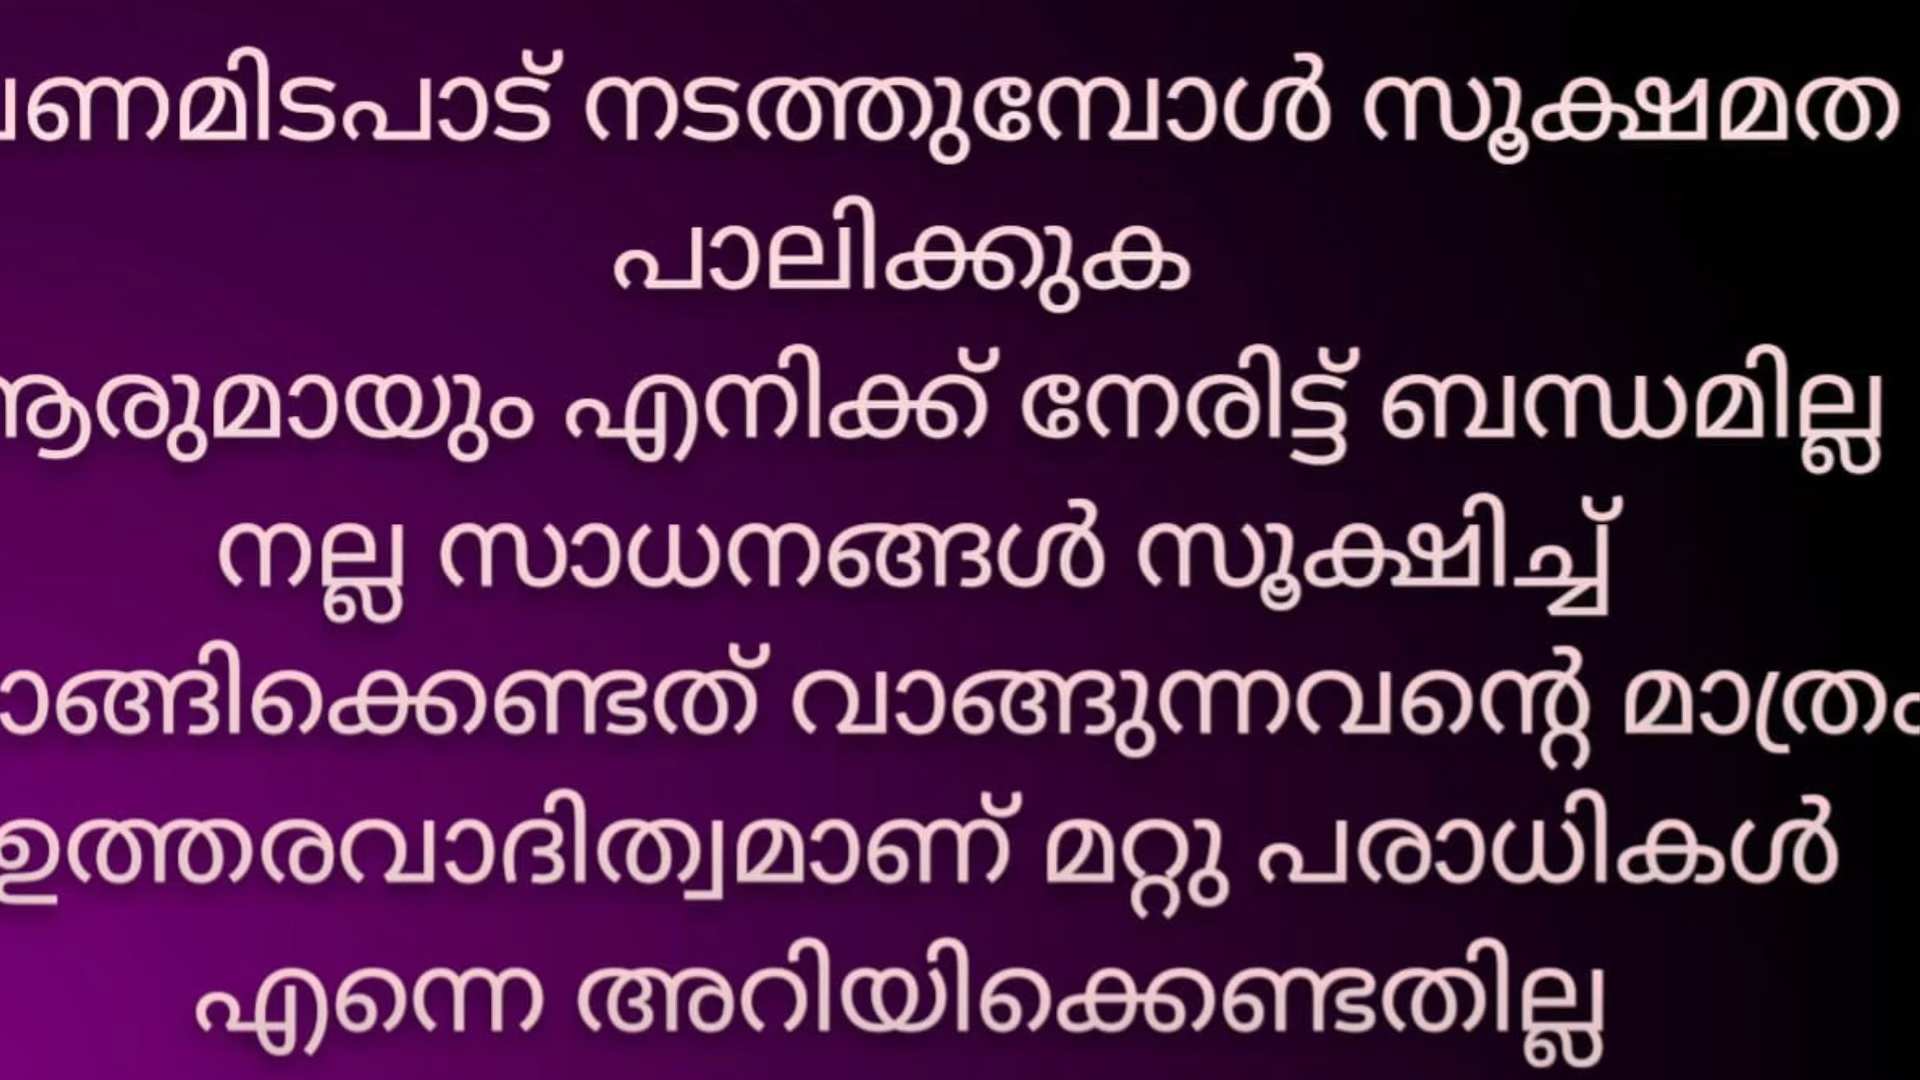 പണമിടപാട് നടത്തുമ്പോൾ സൂക്ഷമത
പാലിക്കുക
ആരുമായും എനിക്ക് നേരിട്ട് ബന്ധമില്ല
നല്ല സാധനങ്ങൾ സൂക്ഷിച്ച്
വാങ്ങിക്കെണ്ടത് വാങ്ങുന്നവന്റെ മാത്രം
ഉത്തരവാദിത്വമാണ് മറ്റു പരാധികൾ
എന്നെ അറിയിക്കെണ്ടതില്ല